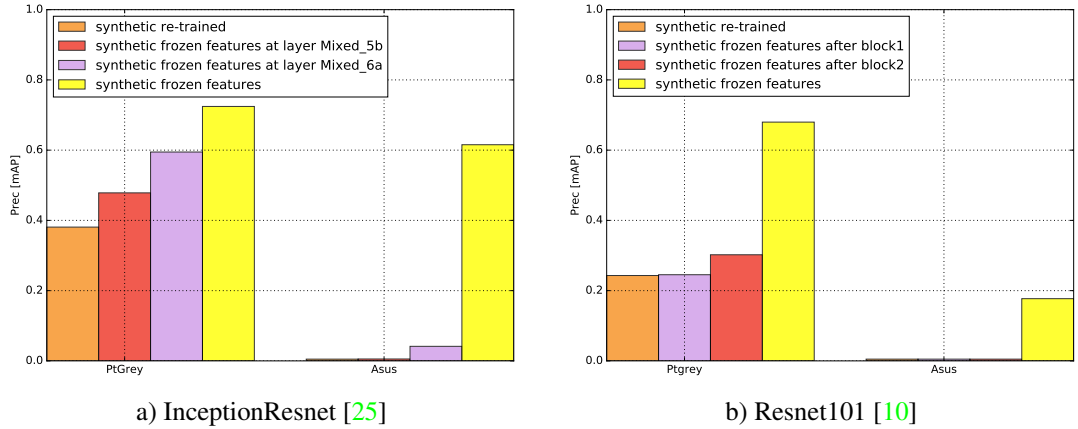 1.0
0.8
0.6
0.4
0.2
0.0
Prec [mAP]
synthetic re-trained
synthetic frozen features at layer Mixed_5b
synthetic frozen features at layer Mixed_6a
synthetic frozen features
PtGrey
Asus
a) InceptionResnet [25]
1.0
0.8
0.6
0.4
0.2
0.0
Prec [mAP]
synthetic re-trained
synthetic frozen features after block1
synthetic frozen features after block2
synthetic frozen features
Ptgrey
Asus
b) Resnet101 [10]